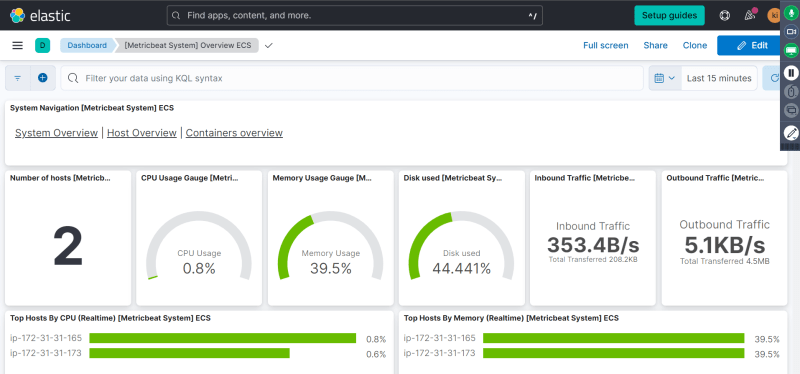 elastic
Find apps, content, and more.
^/
Setup guides
ki
D
Dashboard
[Metricbeat System] Overview ECS
Full screen
Share
Clone
Edit
Filter your data using KQL syntax
Last 15 minutes
System Navigation [Metricbeat System] ECS
System Overview | Host Overview | Containers overview
Number of hosts [Metricb...
CPU Usage Gauge [Metri...
Memory Usage Gauge [M...
Disk used [Metricbeat Sy...
Inbound Traffic [Metricbe...
Outbound Traffic [Metric...
2
CPU Usage
0.8%
Memory Usage
39.5%
Disk used
44.441%
Inbound Traffic
353.4B/s
Total Transferred 208.2KB
Outbound Traffic
5.1KB/s
Total Transferred 4.5MB
Top Hosts By CPU (Realtime) [Metricbeat System] ECS
ip-172-31-31-165 0.8%
ip-172-31-31-173 0.6%
Top Hosts By Memory (Realtime) [Metricbeat System] ECS
ip-172-31-31-165 39.5%
ip-172-31-31-173 39.5%